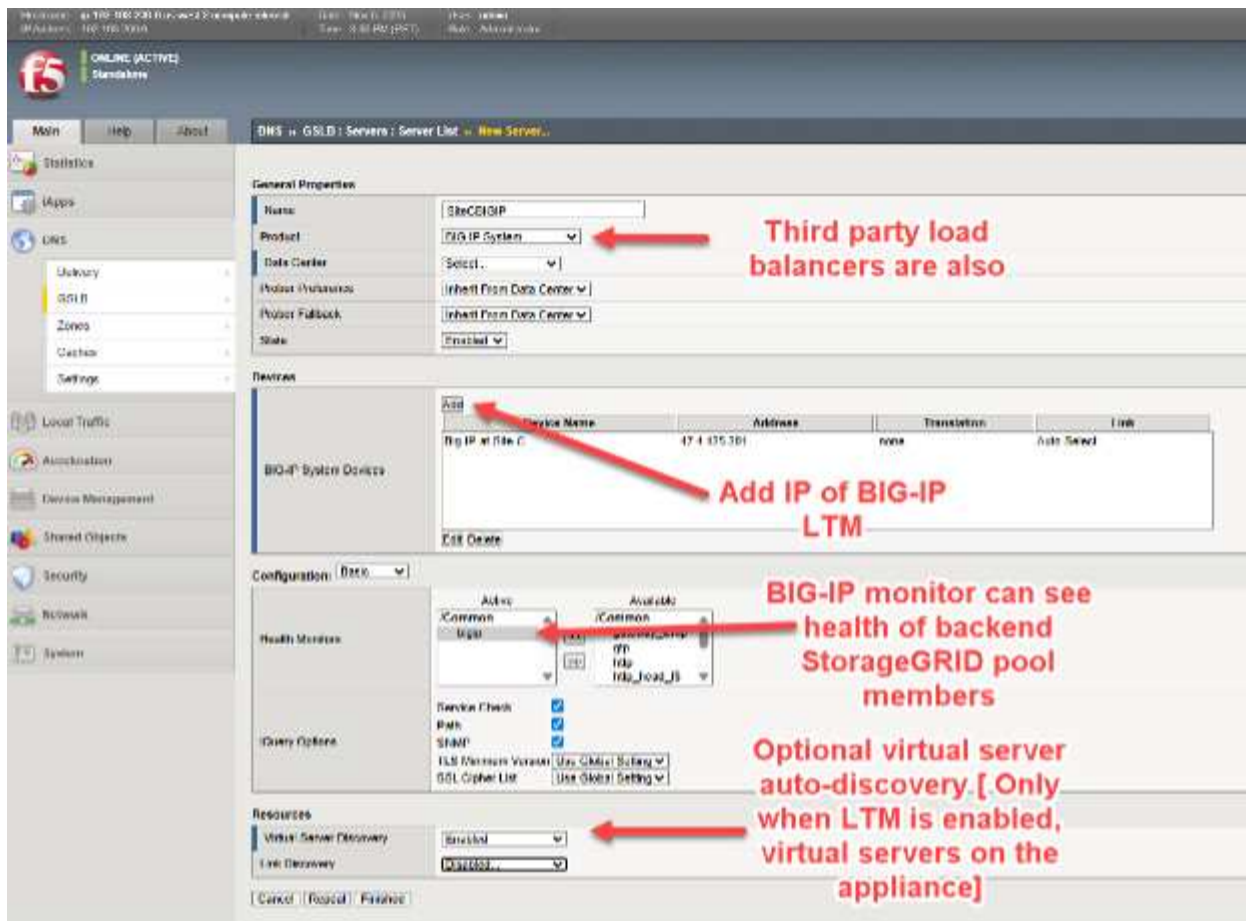 ONLINE (ACTIVE)
Standalone
Main Help About
DNS » GSLB : Servers : Server List » New Server...
Statistics
iApps
DNS
Delivery
GSLB
Zones
Caches
Settings
Local Traffic
Acceleration
Device Management
Shared Objects
Security
Network
System
General Properties
Name SiteCBIGIP
Product BIG-IP System
Data Center Select...
Prober Preference Inherit From Data Center
Prober Fallback Inherit From Data Center
State Enabled
Third party load
balancers are also
Devices
BIG-IP System Devices
Add
Device Name Address Translation Link
Big IP at Site C none Auto Select
Edit Delete
Add IP of BIG-IP
LTM
Configuration: Basic
Health Monitors
Active Available
/Common /Common
bigip
http
http_head_f5
BIG-IP monitor can see
health of backend
StorageGRID pool
members
iQuery Options
Service Check
Path
SNMP
TLS Minimum Version Use Global Setting
SSL Cipher List Use Global Setting
Optional virtual server
auto-discovery [ Only
when LTM is enabled,
virtual servers on the
appliance]
Resources
Virtual Server Discovery Enabled
Link Discovery Disabled
Cancel Repeat Finished